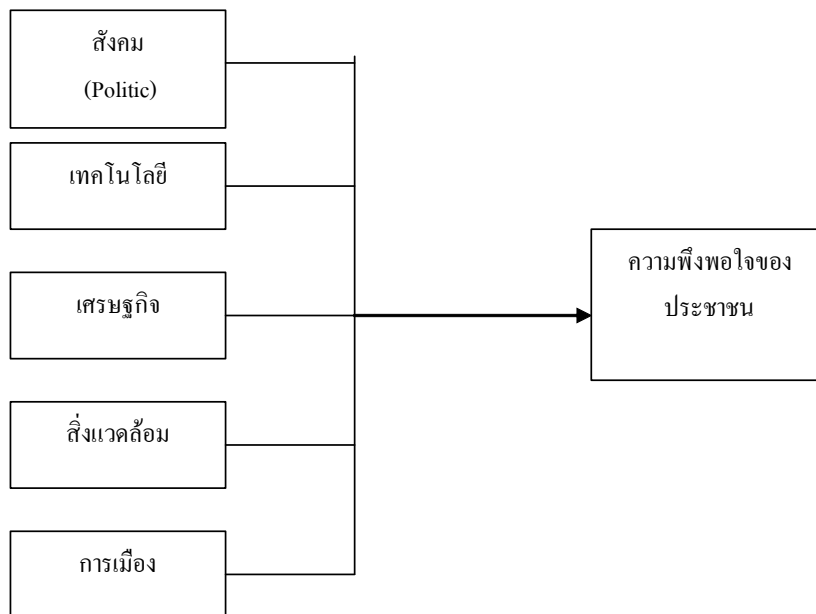 สังคม
(Politic)
เทคโนโลยี
เศรษฐกิจ
สิ่งแวดล้อม
การเมือง
ความพึงพอใจของ
ประชาชน